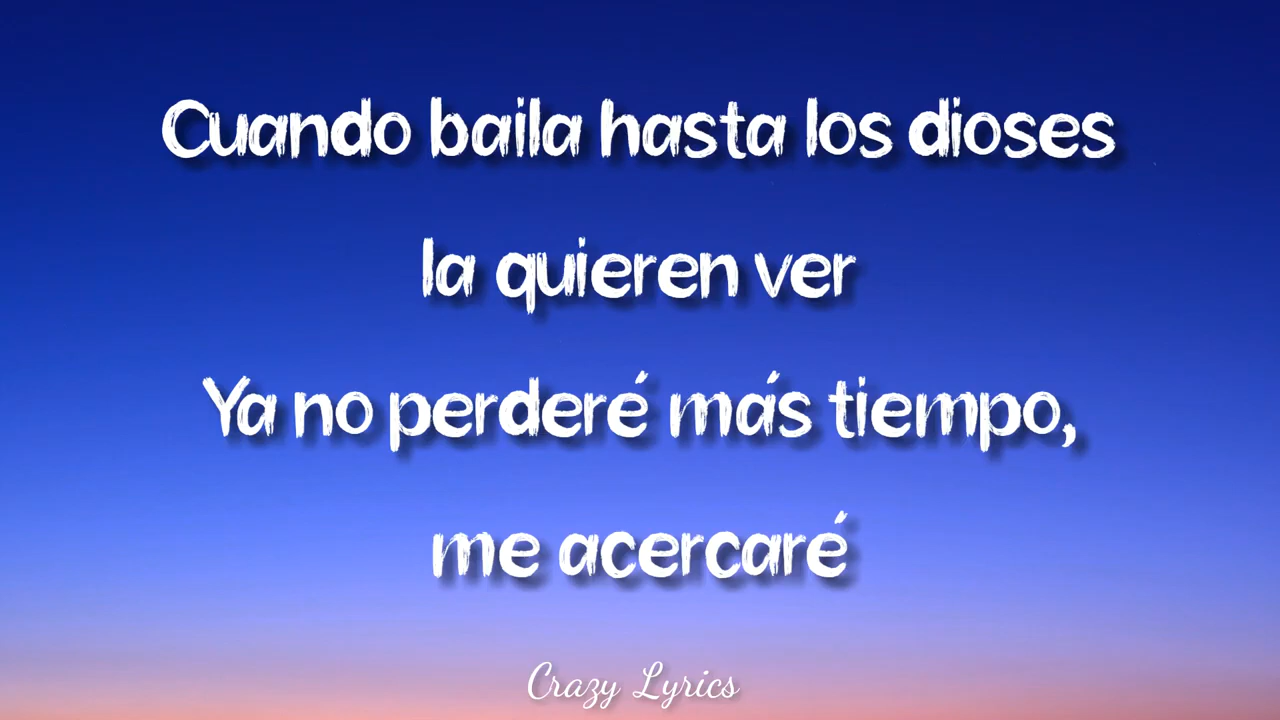 Cuando baila hasta los dioses
la quieren ver
Ya no perderé más tiempo,
me acercaré
Crazy Lyrics